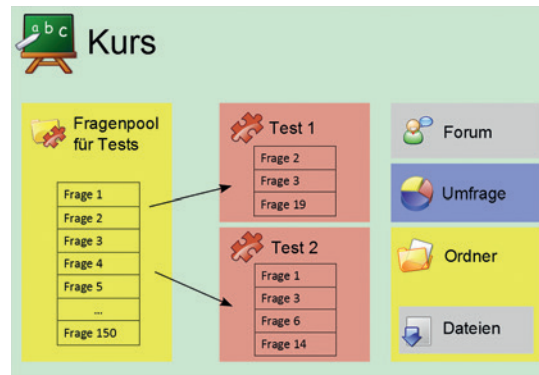 abc
Kurs
Fragenpool
für Tests
Frage 1
Frage 2
Frage 3
Frage 4
Frage 5
...
Frage 150
Test 1
Frage 2
Frage 3
Frage 19
Test 2
Frage 1
Frage 3
Frage 6
Frage 14
Forum
Umfrage
Ordner
Dateien